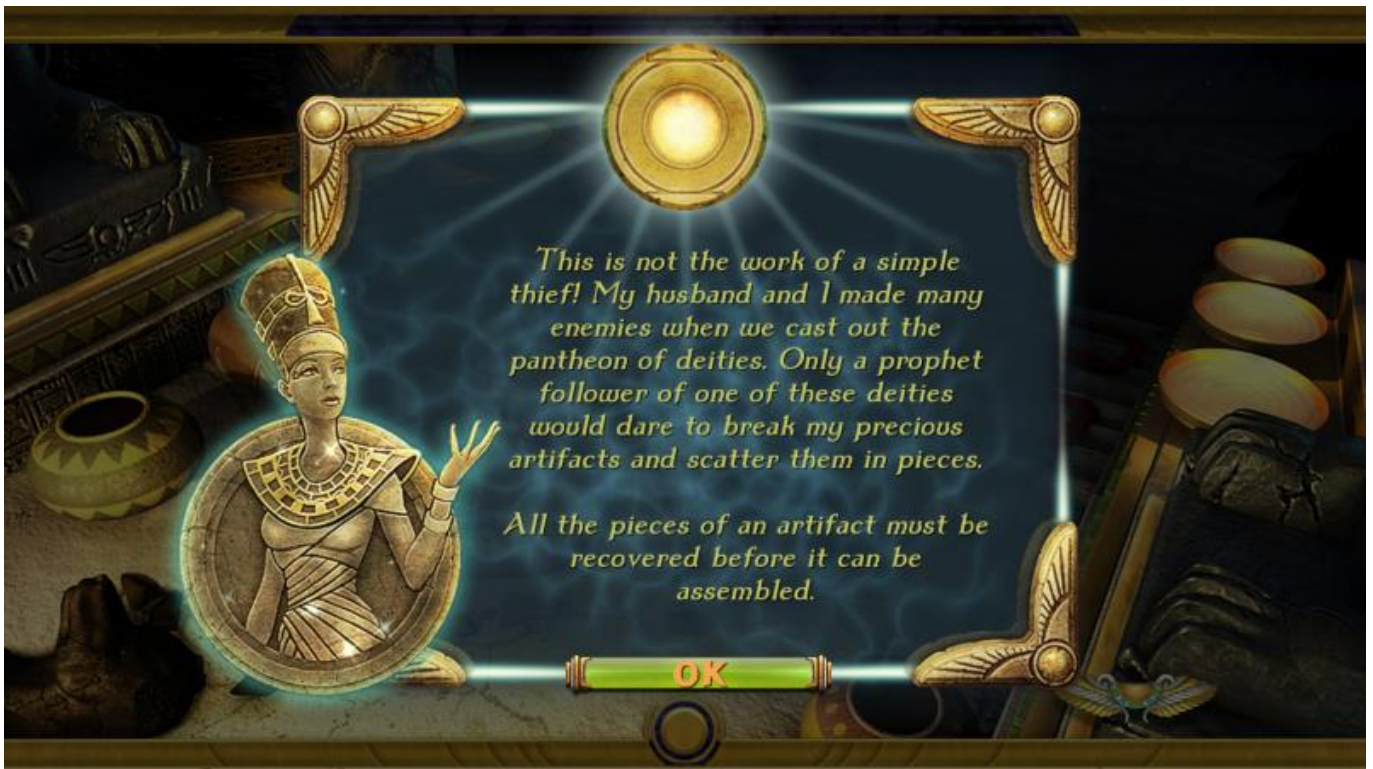 This is not the work of a simple
thief! My husband and I made many
enemies when we cast out the
pantheon of deities. Only a prophet
follower of one of these deities
would dare to break my precious
artifacts and scatter them in pieces.
All the pieces of an artifact must be
recovered before it can be
assembled.
OK